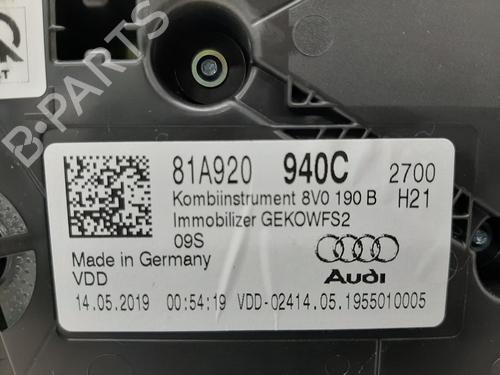 B-PARTS
81A920 940C 2700
Kombiinstrument 8V0 190 B H21
Immobilizer GEKOWFS2
09S
Made in Germany
VDD
Audi
14.05.2019 00:54:19 VDD-02414.05.1955010005